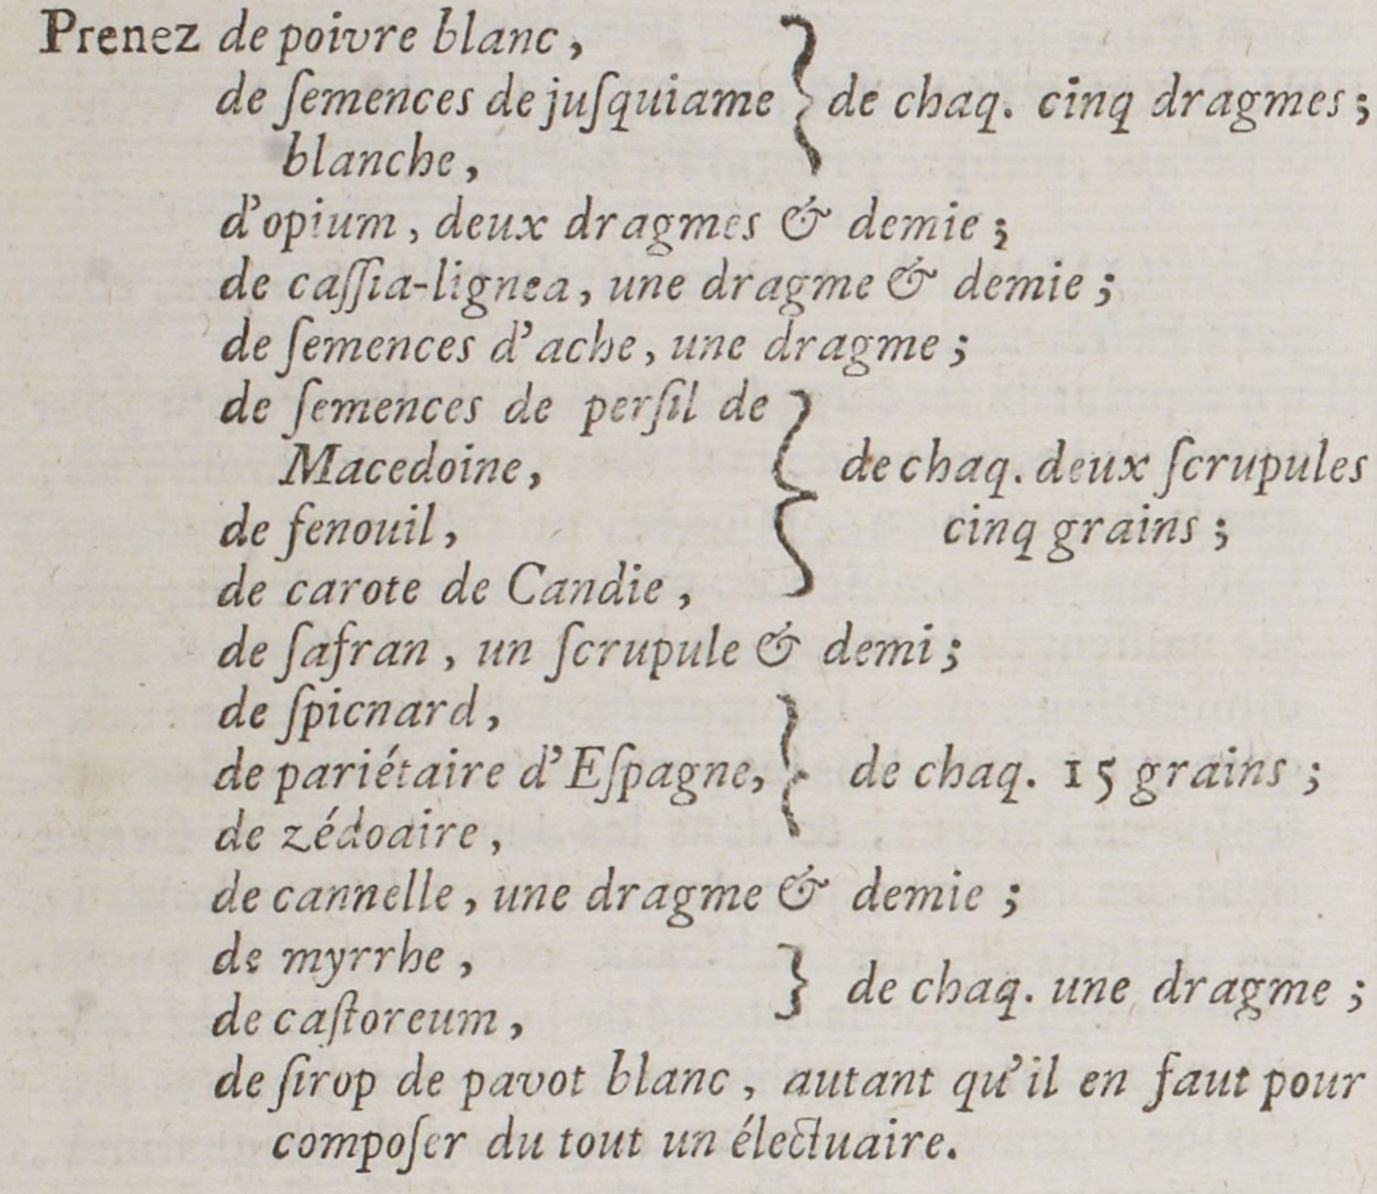 Prenez de poivre blanc,
de ſemences de juſquiame } de chaq. cinq dragmes;
blanche,
d'opium, deux dragmes & demie;
de caſſia-lignea, une dragme & demie;
de ſemences d'ache, une dragme;
de ſemences de perſil de
Macedoine, } de chaq. deux ſcrupules
de fenouil, cinq grains;
de carote de Candie,
de ſafran, un ſcrupule & demi;
de ſpicnard,
de pariétaire d'Eſpagne, } de chaq. 15 grains;
de zédoaire,
de cannelle, une dragme & demie;
de myrrhe,
} de chaq. une dragme;
de caſtoreum,
de ſirop de pavot blanc, autant qu'il en faut pour
compoſer du tout un électuaire.